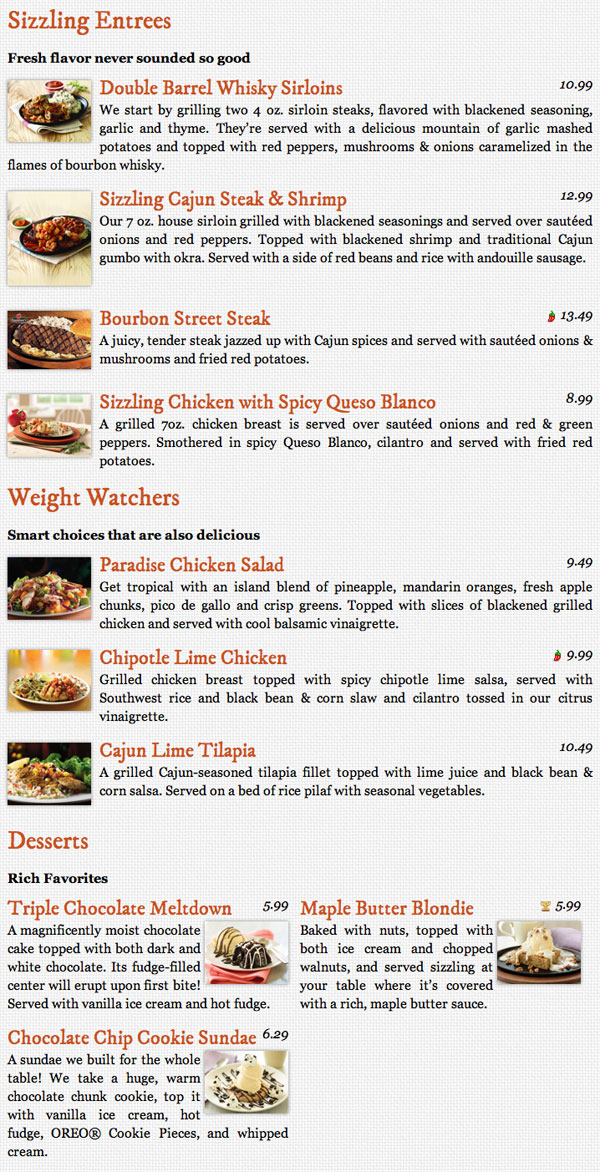 Sizzling Entrees
Fresh flavor never sounded so good
Double Barrel Whisky Sirloins 10.99
We start by grilling two 4 oz. sirloin steaks, flavored with blackened seasoning,
garlic and thyme. They're served with a delicious mountain of garlic mashed
potatoes and topped with red peppers, mushrooms & onions caramelized in the
flames of bourbon whisky.
Sizzling Cajun Steak & Shrimp 12.99
Our 7 oz. house sirloin grilled with blackened seasonings and served over sautéed
onions and red peppers. Topped with blackened shrimp and traditional Cajun
gumbo with okra. Served with a side of red beans and rice with andouille sausage.
Bourbon Street Steak 13.49
A juicy, tender steak jazzed up with Cajun spices and served with sautéed onions &
mushrooms and fried red potatoes.
Sizzling Chicken with Spicy Queso Blanco 8.99
A grilled 7oz. chicken breast is served over sautéed onions and red & green
peppers. Smothered in spicy Queso Blanco, cilantro and served with fried red
potatoes.
Weight Watchers
Smart choices that are also delicious
Paradise Chicken Salad 9.49
Get tropical with an island blend of pineapple, mandarin oranges, fresh apple
chunks, pico de gallo and crisp greens. Topped with slices of blackened grilled
chicken and served with cool balsamic vinaigrette.
Chipotle Lime Chicken 9.99
Grilled chicken breast topped with spicy chipotle lime salsa, served with
Southwest rice and black bean & corn slaw and cilantro tossed in our citrus
vinaigrette.
Cajun Lime Tilapia 10.49
A grilled Cajun-seasoned tilapia fillet topped with lime juice and black bean &
corn salsa. Served on a bed of rice pilaf with seasonal vegetables.
Desserts
Rich Favorites
Triple Chocolate Meltdown 5.99
A magnificently moist chocolate
cake topped with both dark and
white chocolate. Its fudge-filled
center will erupt upon first bite!
Served with vanilla ice cream and hot fudge.
Maple Butter Blondie 5.99
Baked with nuts, topped with
both ice cream and chopped
walnuts, and served sizzling at
your table where it's covered
with a rich, maple butter sauce.
Chocolate Chip Cookie Sundae 6.29
A sundae we built for the whole
table! We take a huge, warm
chocolate chunk cookie, top it
with vanilla ice cream, hot
fudge, OREO® Cookie Pieces, and whipped
cream.